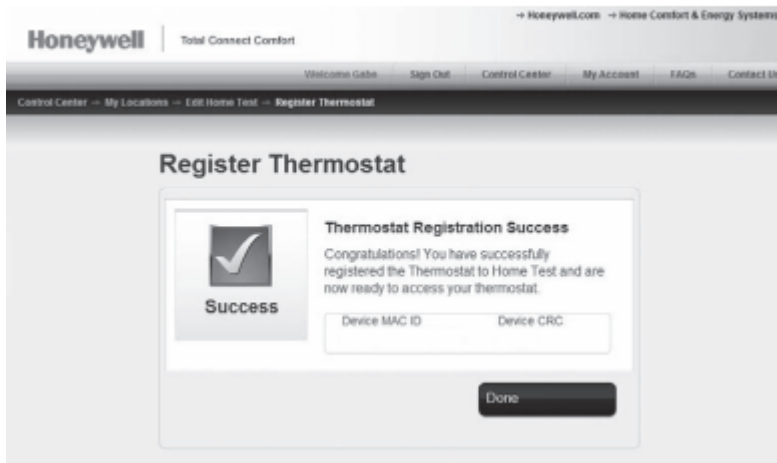 → Honeywell.com → Home Comfort & Energy Systems
Honeywell Total Connect Comfort
Welcome Gabe Sign Out Control Center My Account FAQs Contact Us
Control Center → My Locations → Edit Home Test → Register Thermostat
Register Thermostat
Success
Thermostat Registration Success
Congratulations! You have successfully
registered the Thermostat to Home Test and are
now ready to access your thermostat.
Device MAC ID Device CRC
Done